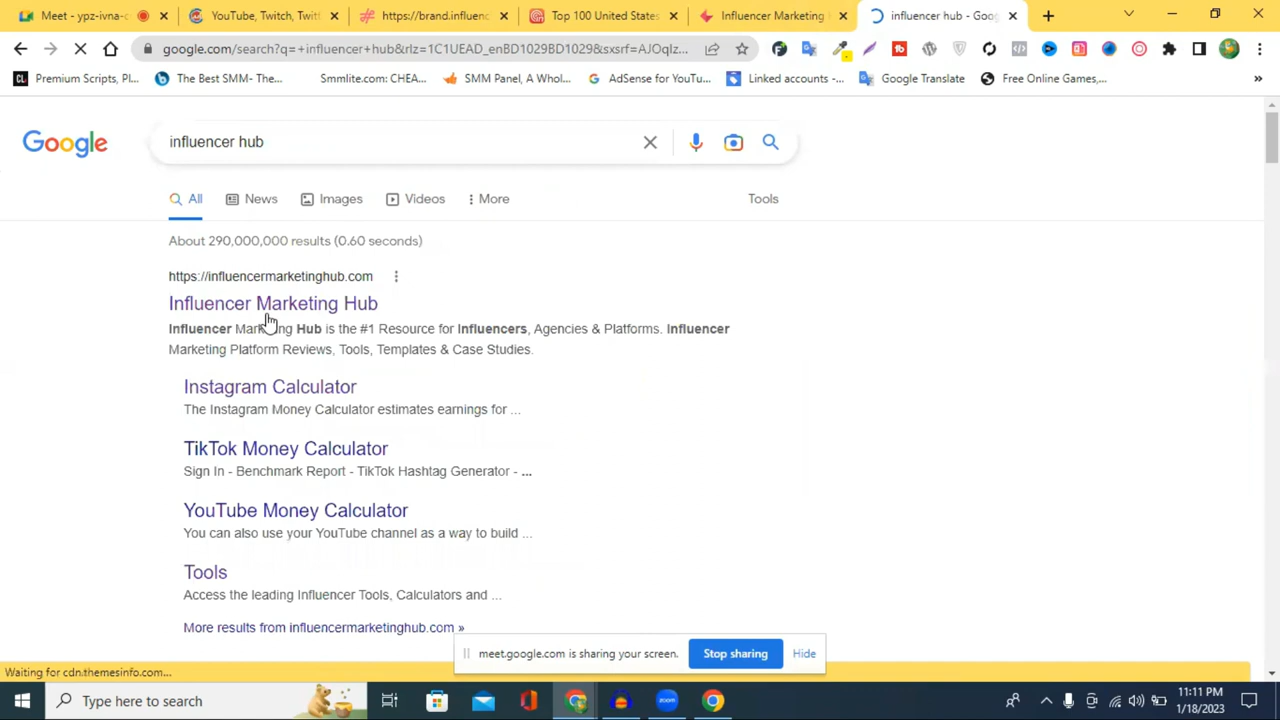 Meet - ypz-ivna-c
YouTube, Twitch, Twitt
https://brand.influenc
Top 100 United States
Influencer Marketing H
influencer hub - Goog
google.com/search?q=+influencer+hub&rlz=1C1UEAD_enBD1029BD1029&sxsrf=AJOqlz...
CL Premium Scripts, Pl...
The Best SMM- The...
Smmlite.com: CHEA...
SMM Panel, A Whol...
AdSense for YouTu...
Linked accounts -...
Google Translate
Free Online Games,...
»
Google
influencer hub
All
News
Images
Videos
More
Tools
About 290,000,000 results (0.60 seconds)
https://influencermarketinghub.com
Influencer Marketing Hub
Influencer Marketing Hub is the #1 Resource for Influencers, Agencies & Platforms. Influencer
Marketing Platform Reviews, Tools, Templates & Case Studies.
Instagram Calculator
The Instagram Money Calculator estimates earnings for ...
TikTok Money Calculator
Sign In - Benchmark Report - TikTok Hashtag Generator - ...
YouTube Money Calculator
You can also use your YouTube channel as a way to build ...
Tools
Access the leading Influencer Tools, Calculators and ...
More results from influencermarketinghub.com »
meet.google.com is sharing your screen.
Stop sharing
Hide
Waiting for cdn.themesinfo.com...
Type here to search
zoom
11:11 PM
1/18/2023